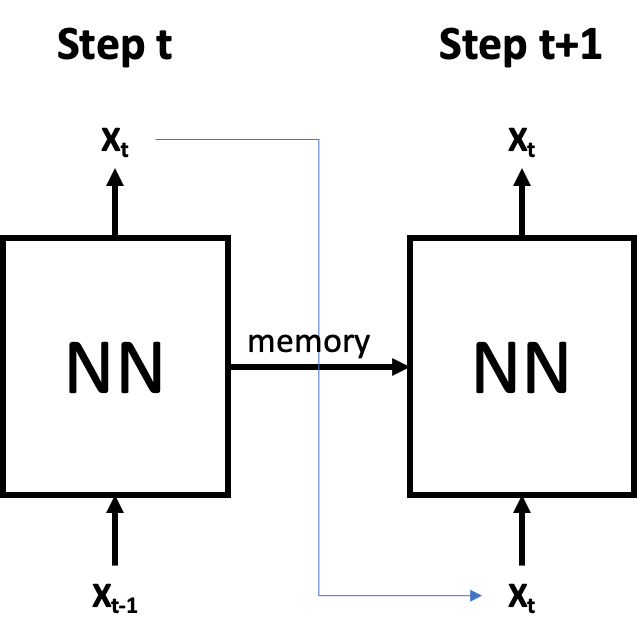 Step t
Step t+1
xₜ
xₜ
NN
memory
NN
xₜ₋₁
xₜ